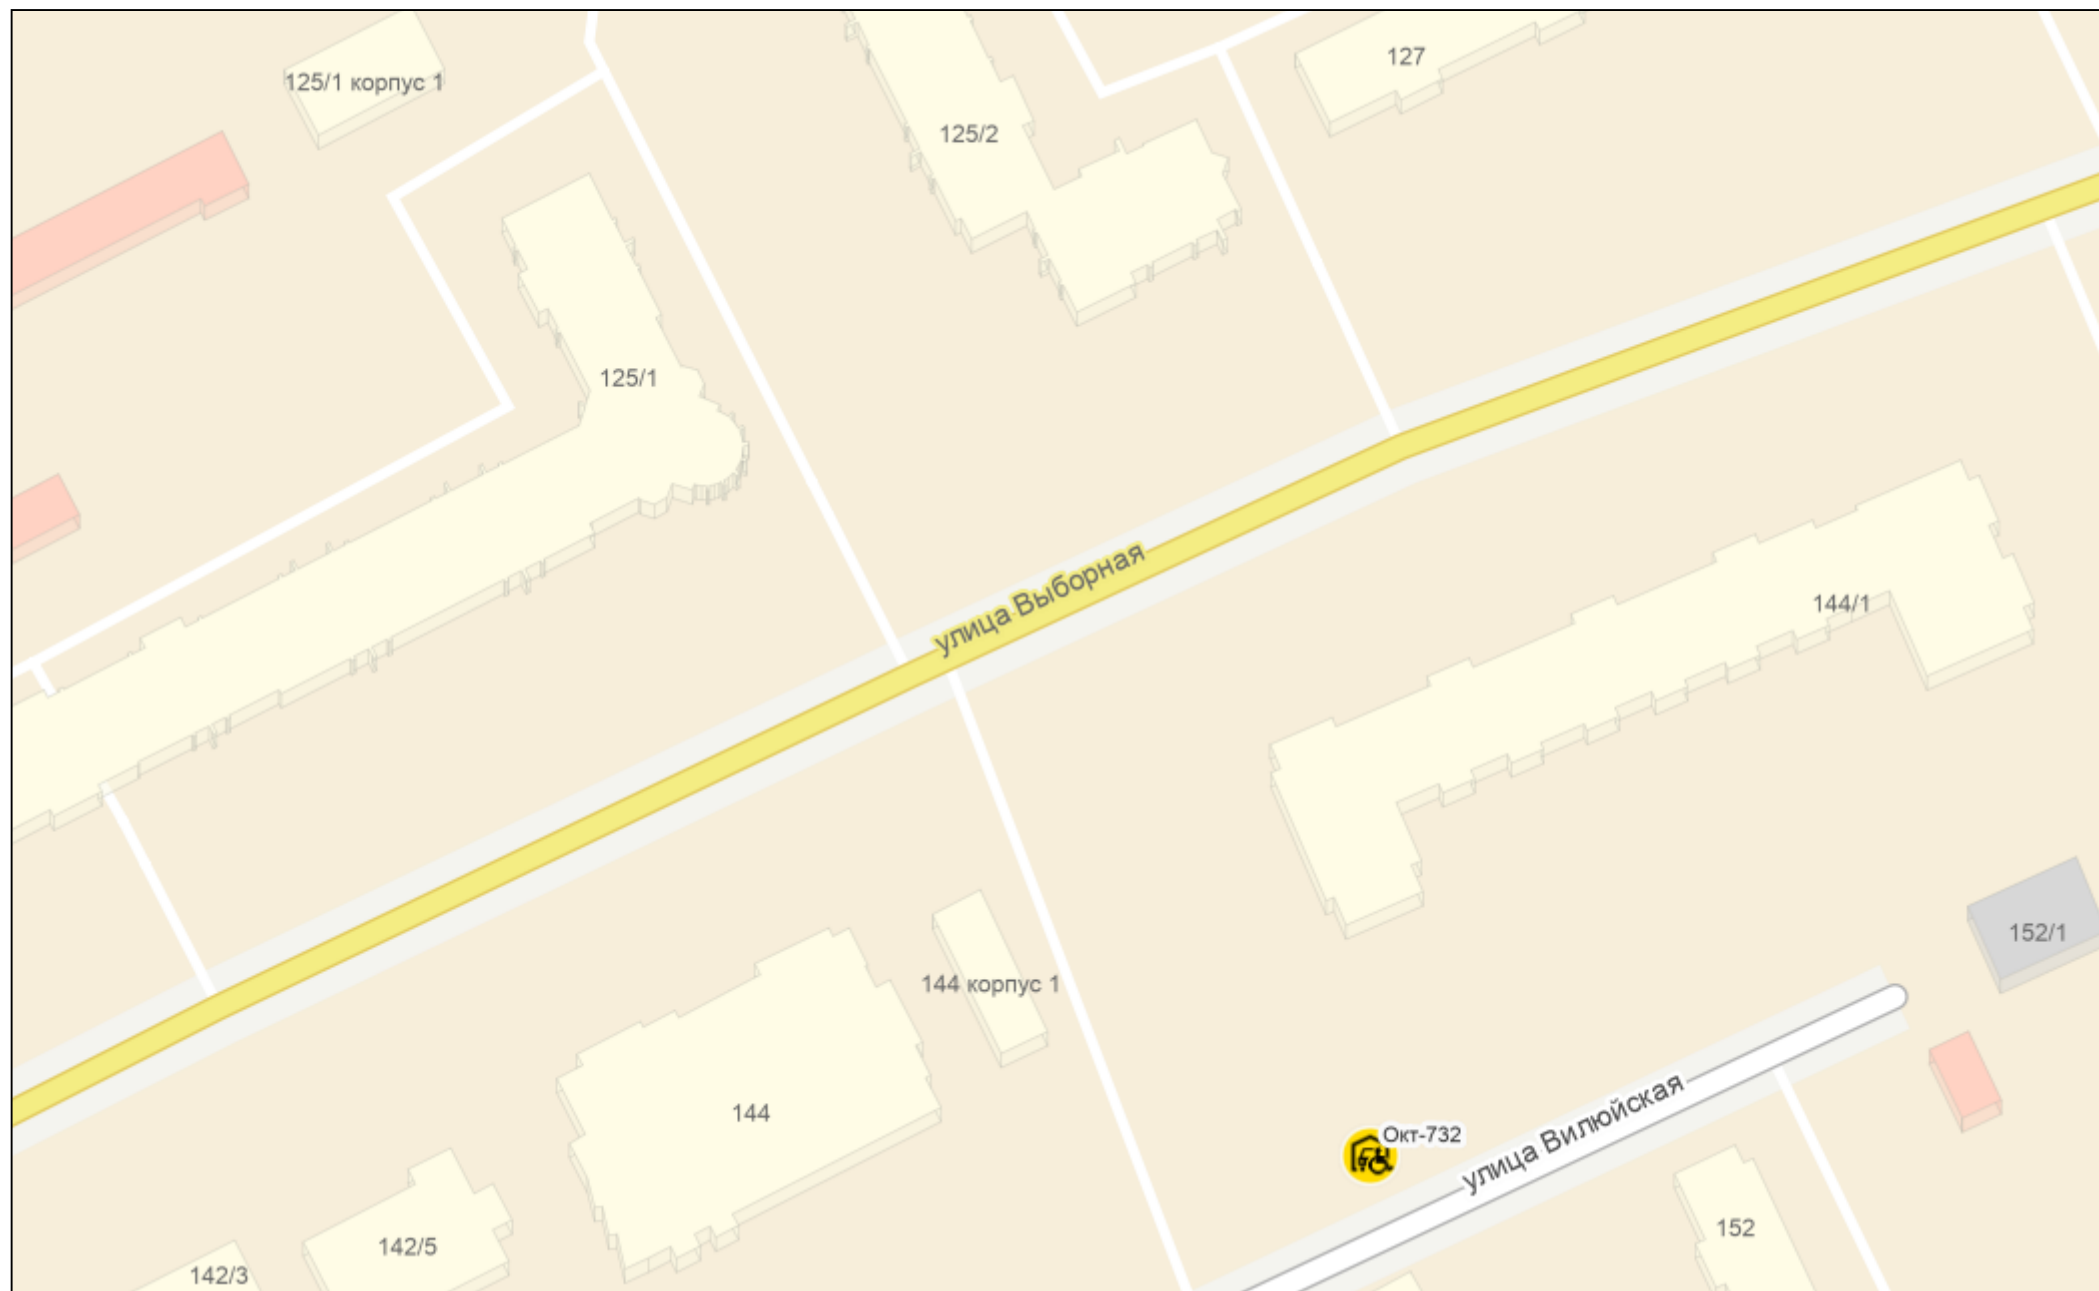 127
125/1 корпус 1
125/2
125/1
улица Выборная
144/1
152/1
144 корпус 1
144
Окт-732
улица Вилюйская
152
142/5
142/3